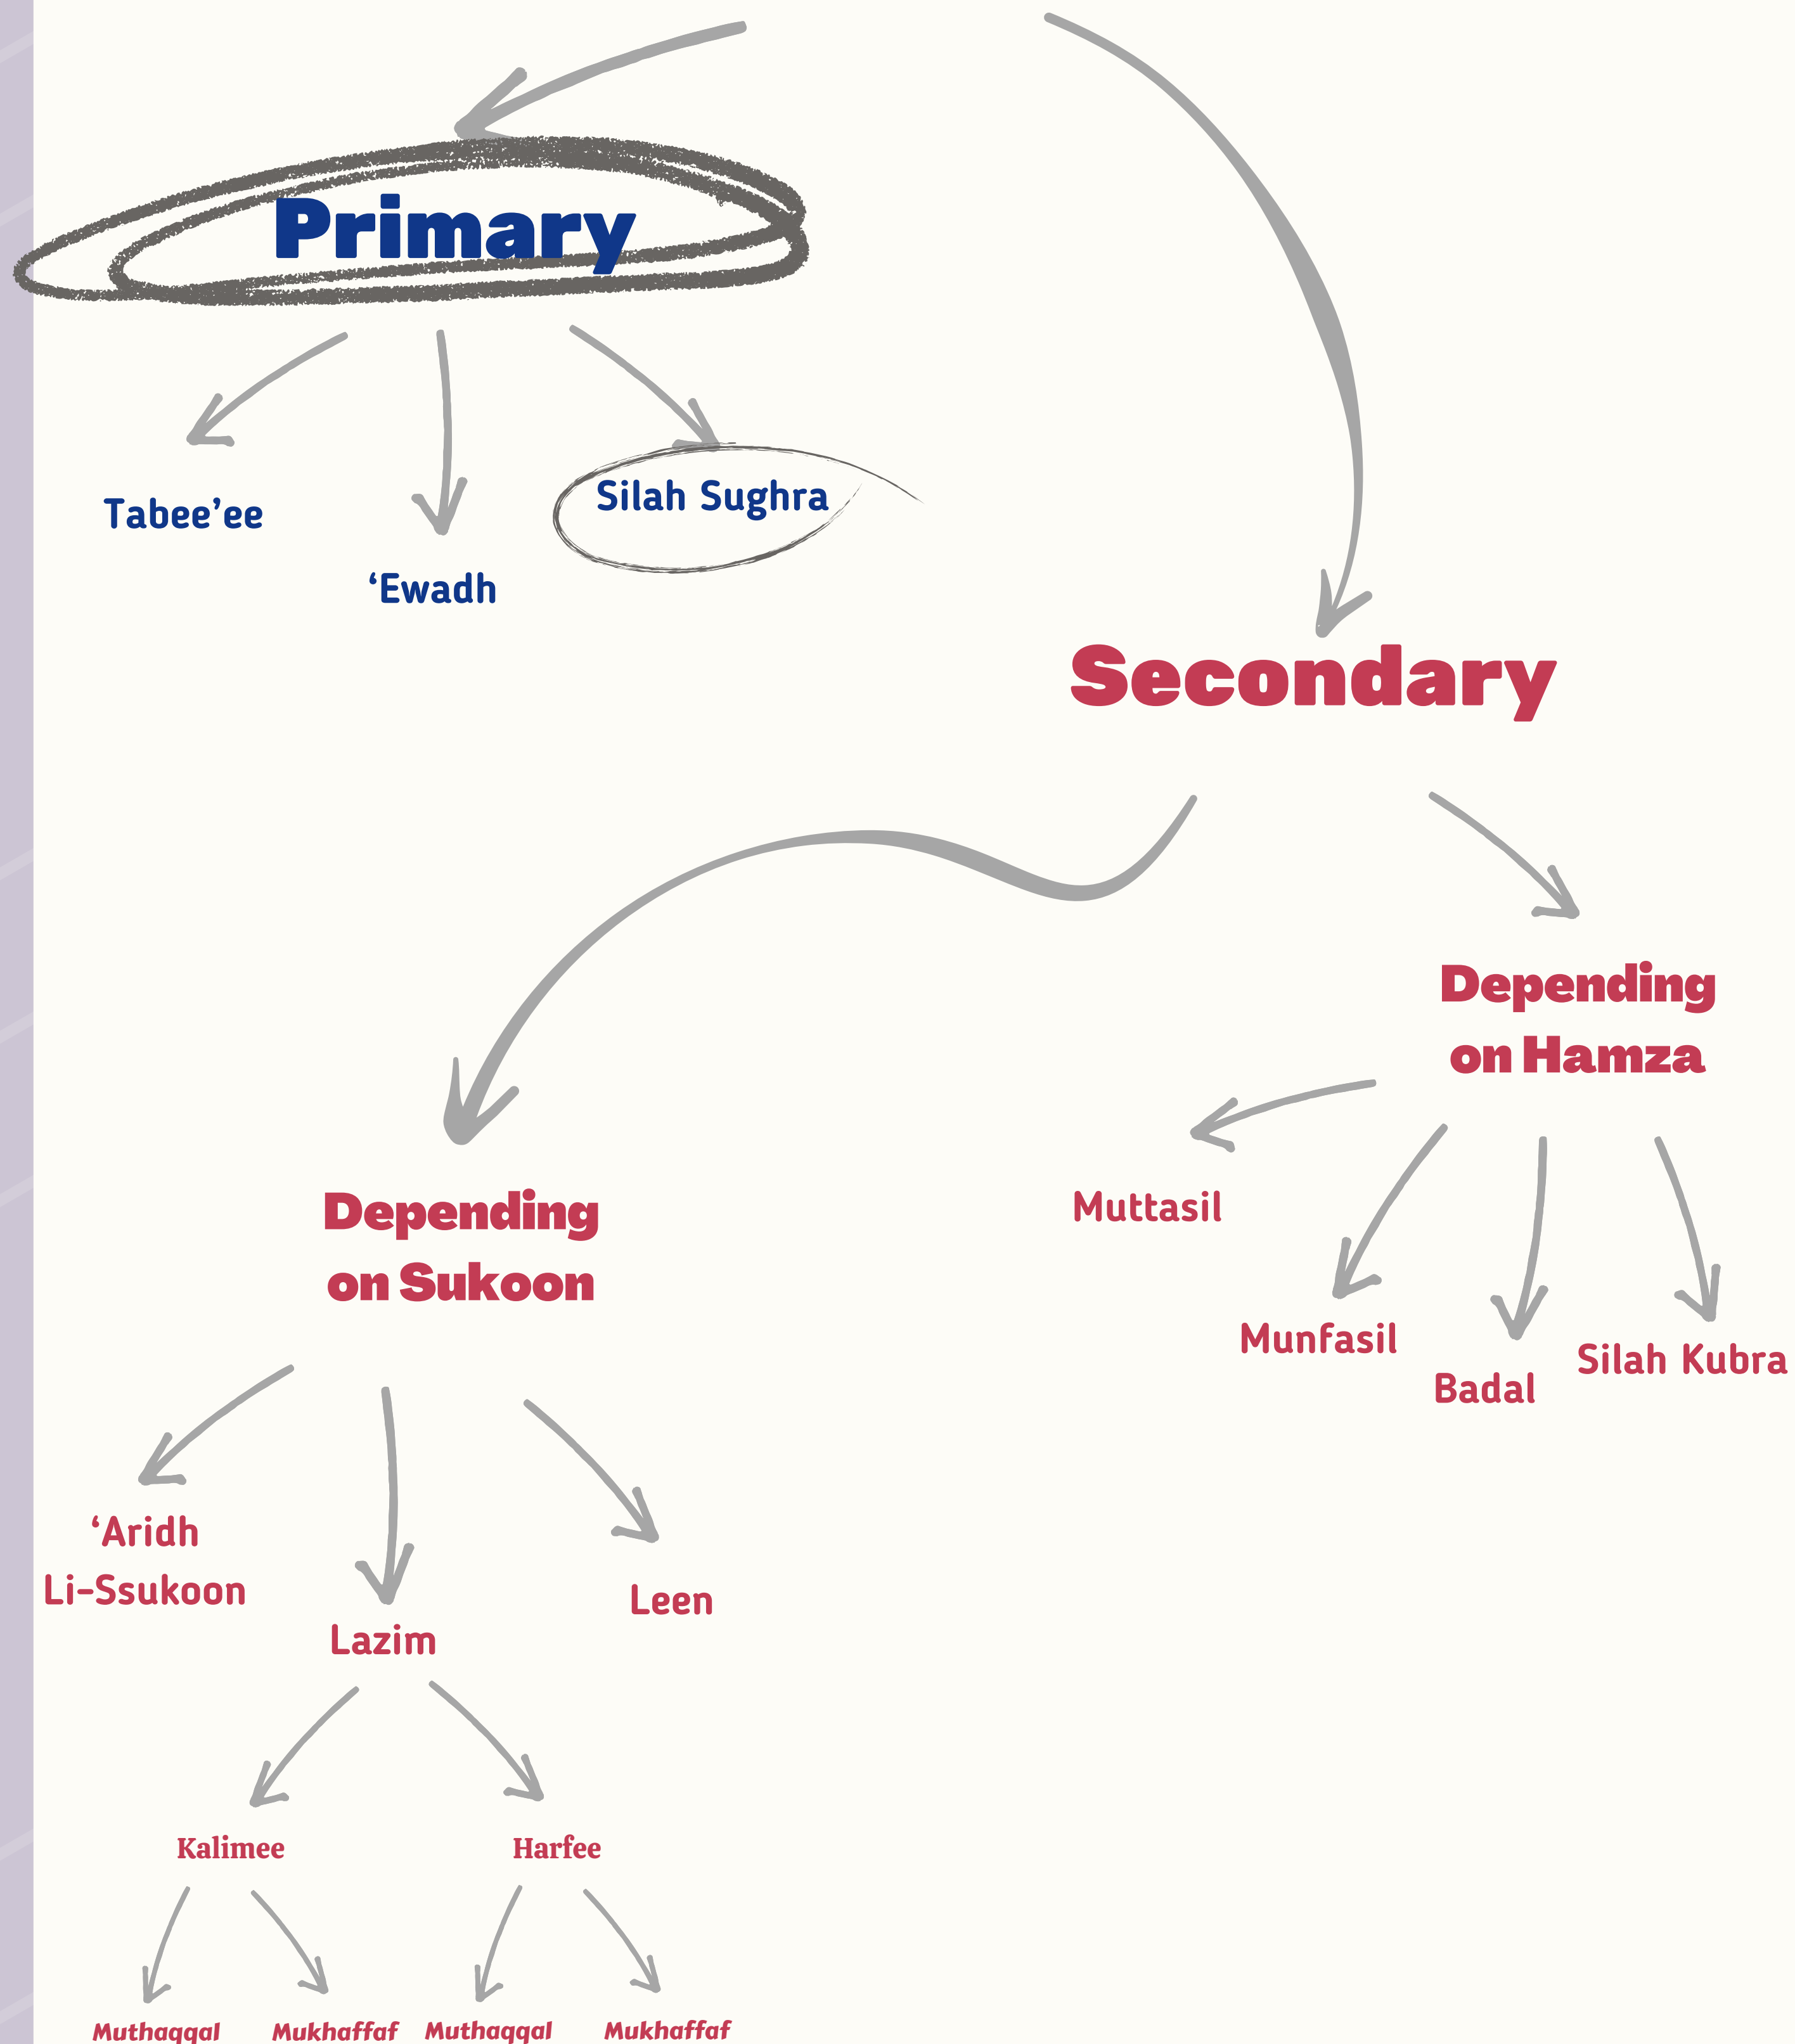 Primary
Tabee’ee
‘Ewadh
Silah Sughra
Secondary
Depending
on Hamza
Muttasil
Munfasil
Badal
Silah Kubra
Depending
on Sukoon
‘Aridh
Li-Ssukoon
Lazim
Leen
Kalimee
Harfee
Muthaqqal
Mukhaffaf
Muthaqqal
Mukhaffaf